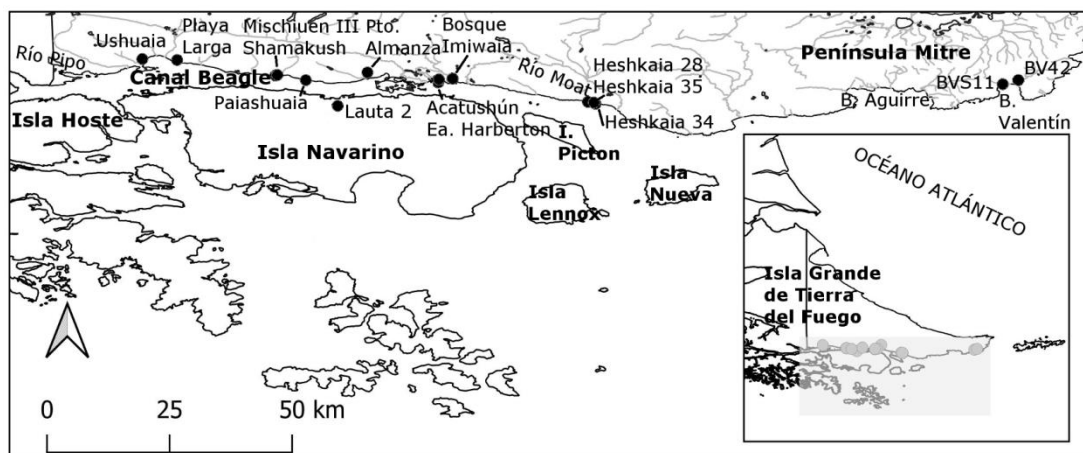 Playa
Larga
Mischiuen III
Shamakush
Pto.
Almanza
Bosque
Imiwaia
Península Mitre
Ushuaia
Río Pipo
Canal Beagle
Río Moat
Heshkaia 28
Heshkaia 35
BV42
BVS11
B. Aguirre
B.
Valentín
Paiashuaia
Lauta 2
Acatushún
Ea. Harberton
Heshkaia 34
Isla Hoste
Isla Navarino
I.
Picton
Isla
Nueva
Isla
Lennox
OCÉANO ATLÁNTICO
Isla Grande
de Tierra
del Fuego
0 25 50 km